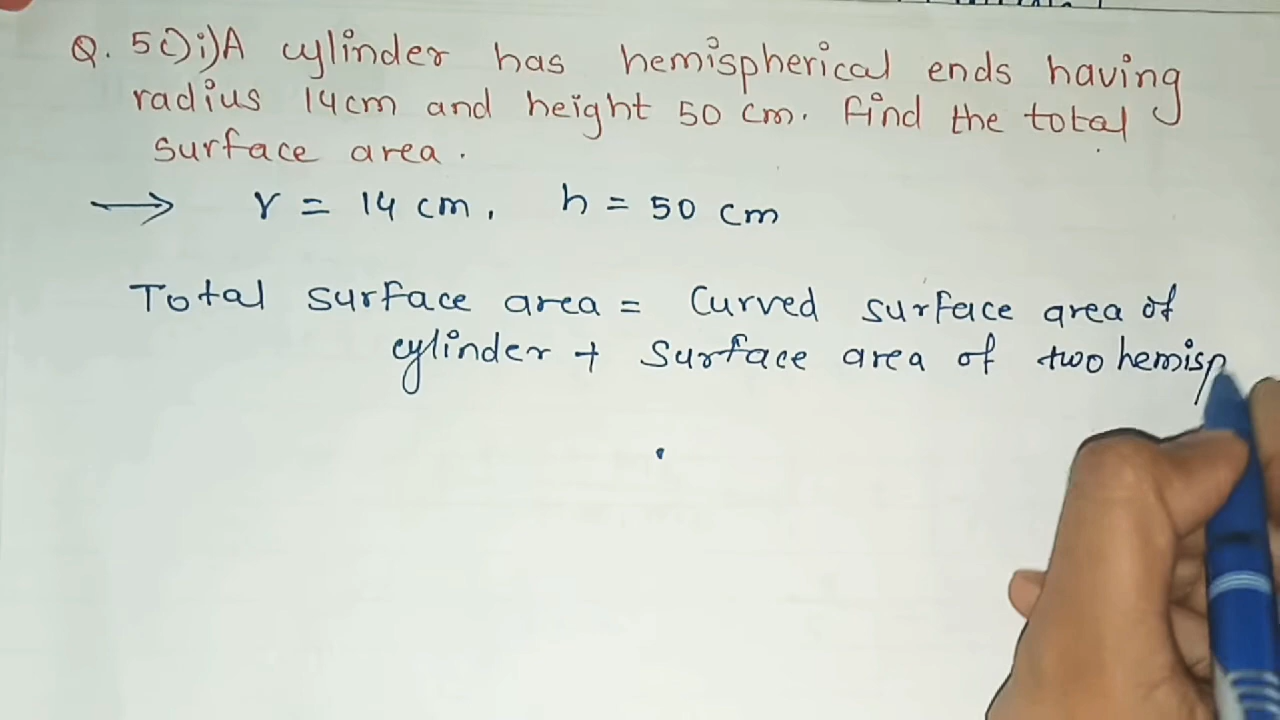 Q. 5(i)i)A cylinder has hemispherical ends having
radius 14cm and height 50 cm. Find the total
surface area.
→ r = 14 cm, h = 50 cm
Total surface area = Curved surface area of
cylinder + Surface area of two hemisp